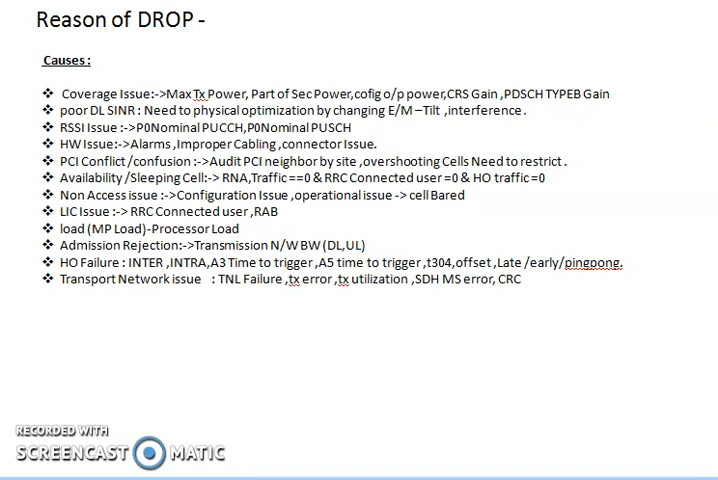 Reason of DROP -
Causes :
❖ Coverage Issue:->Max Tx Power, Part of Sec Power,cofig o/p power,CRS Gain ,PDSCH TYPEB Gain
❖ poor DL SINR : Need to physical optimization by changing E/M –Tilt ,interference .
❖ RSSI Issue :->P0Nominal PUCCH,P0Nominal PUSCH
❖ HW Issue:->Alarms ,Improper Cabling ,connector Issue.
❖ PCI Conflict /confusion :->Audit PCI neighbor by site ,overshooting Cells Need to restrict .
❖ Availability /Sleeping Cell:-> RNA,Traffic==0 & RRC Connected user =0 & HO traffic=0
❖ Non Access issue :->Configuration Issue ,operational issue -> cell Bared
❖ LIC Issue :-> RRC Connected user ,RAB
❖ load (MP Load)-Processor Load
❖ Admission Rejection:->Transmission N/W BW (DL,UL)
❖ HO Failure : INTER ,INTRA,A3 Time to trigger ,A5 time to trigger ,t304,offset ,Late /early/pingpong.
❖ Transport Network issue : TNL Failure ,tx error ,tx utilization ,SDH MS error, CRC
RECORDED WITH
SCREENCAST MATIC